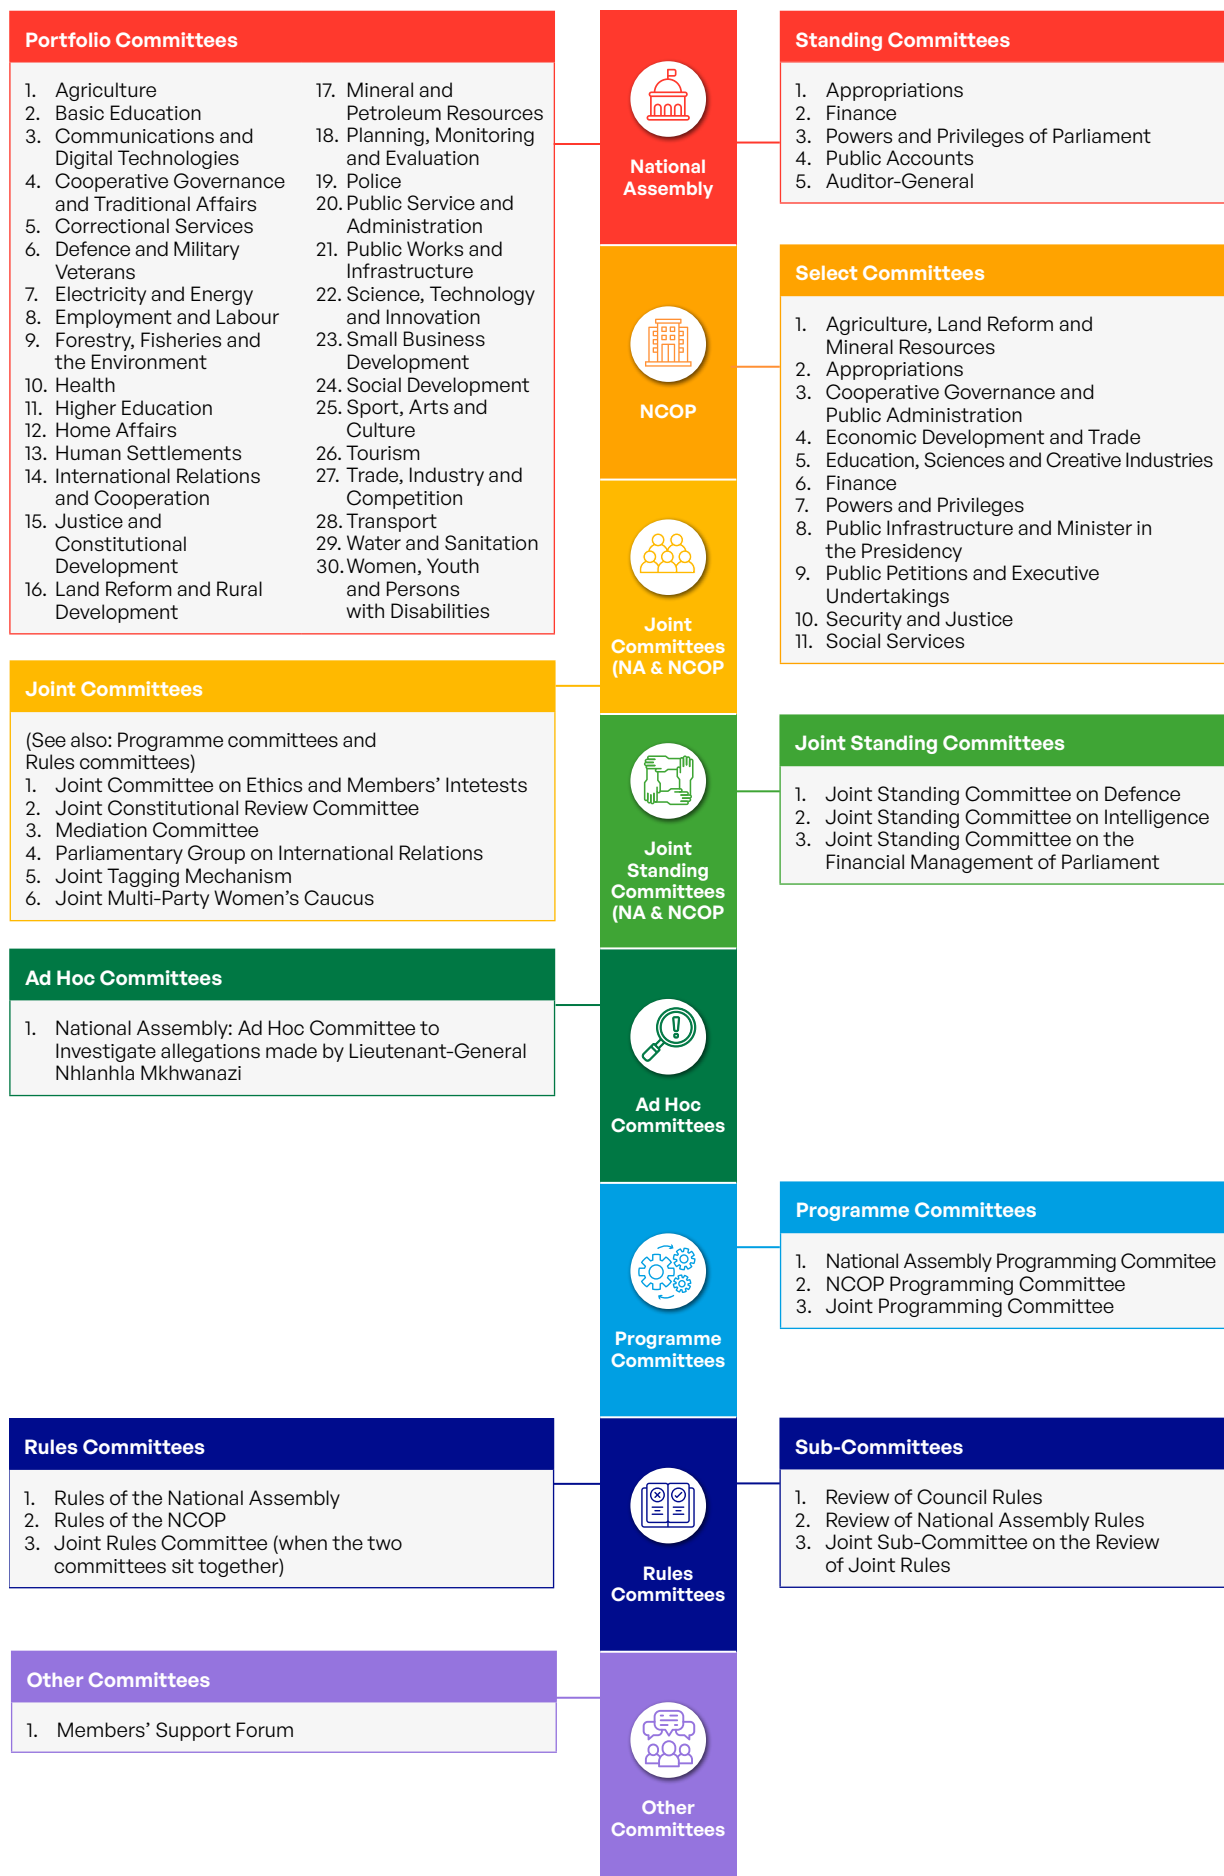 Portfolio Committees
1. Agriculture
2. Basic Education
3. Communications and
Digital Technologies
4. Cooperative Governance
and Traditional Affairs
5. Correctional Services
6. Defence and Military
Veterans
7. Electricity and Energy
8. Employment and Labour
9. Forestry, Fisheries and
the Environment
10. Health
11. Higher Education
12. Home Affairs
13. Human Settlements
14. International Relations
and Cooperation
15. Justice and
Constitutional
Development
16. Land Reform and Rural
Development
17. Mineral and
Petroleum Resources
18. Planning, Monitoring
and Evaluation
19. Police
20. Public Service and
Administration
21. Public Works and
Infrastructure
22. Science, Technology
and Innovation
23. Small Business
Development
24. Social Development
25. Sport, Arts and
Culture
26. Tourism
27. Trade, Industry and
Competition
28. Transport
29. Water and Sanitation
30. Women, Youth
and Persons
with Disabilities
National
Assembly
Standing Committees
1. Appropriations
2. Finance
3. Powers and Privileges of Parliament
4. Public Accounts
5. Auditor-General
NCOP
Select Committees
1. Agriculture, Land Reform and
Mineral Resources
2. Appropriations
3. Cooperative Governance and
Public Administration
4. Economic Development and Trade
5. Education, Sciences and Creative Industries
6. Finance
7. Powers and Privileges
8. Public Infrastructure and Minister in
the Presidency
9. Public Petitions and Executive
Undertakings
10. Security and Justice
11. Social Services
Joint
Committees
(NA & NCOP
Joint Committees
(See also: Programme committees and
Rules committees)
1. Joint Committee on Ethics and Members’ Intetests
2. Joint Constitutional Review Committee
3. Mediation Committee
4. Parliamentary Group on International Relations
5. Joint Tagging Mechanism
6. Joint Multi-Party Women’s Caucus
Joint
Standing
Committees
(NA & NCOP
Joint Standing Committees
1. Joint Standing Committee on Defence
2. Joint Standing Committee on Intelligence
3. Joint Standing Committee on the
Financial Management of Parliament
Ad Hoc Committees
1. National Assembly: Ad Hoc Committee to
Investigate allegations made by Lieutenant-General
Nhlanhla Mkhwanazi
Ad Hoc
Committees
Programme
Committees
Programme Committees
1. National Assembly Programming Commitee
2. NCOP Programming Committee
3. Joint Programming Committee
Rules Committees
1. Rules of the National Assembly
2. Rules of the NCOP
3. Joint Rules Committee (when the two
committees sit together)
Rules
Committees
Sub-Committees
1. Review of Council Rules
2. Review of National Assembly Rules
3. Joint Sub-Committee on the Review
of Joint Rules
Other Committees
1. Members’ Support Forum
Other
Committees